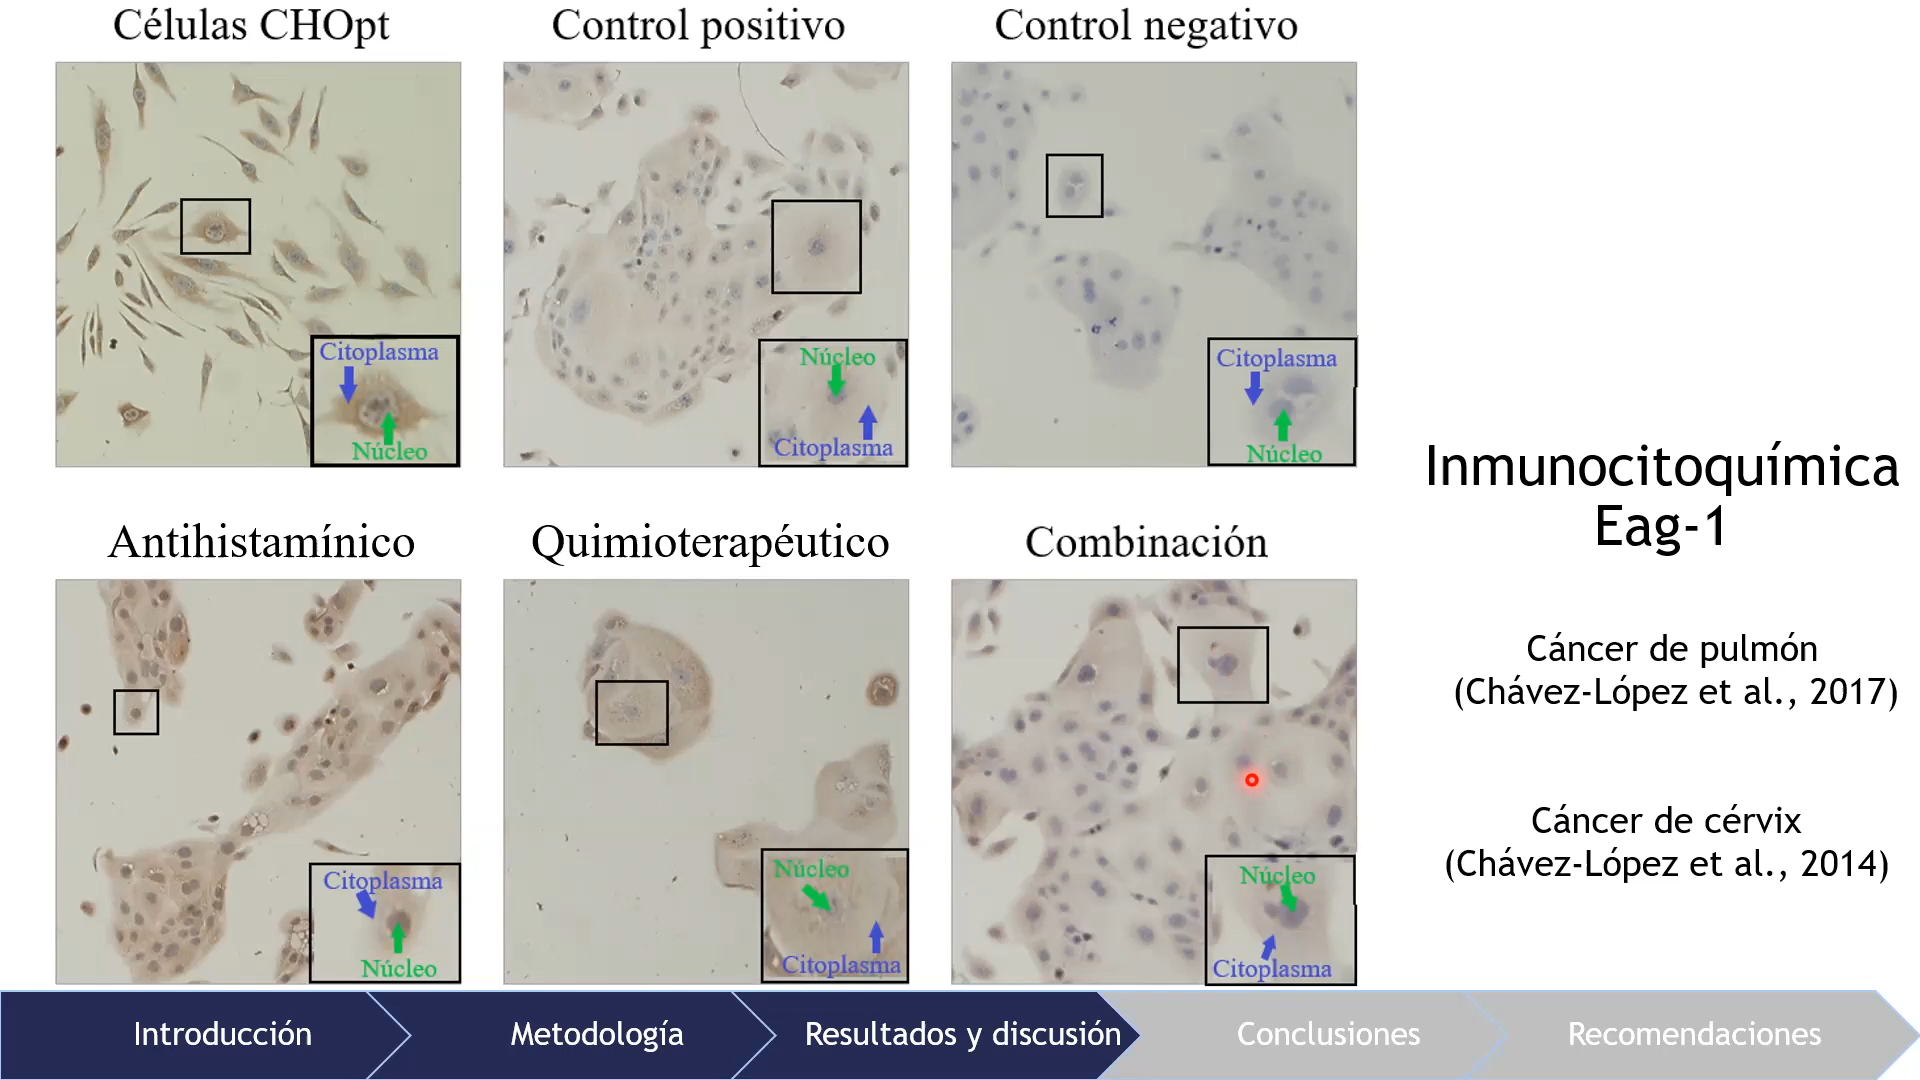 Células CHOpt
Control positivo
Control negativo
Citoplasma
Núcleo
Núcleo
Citoplasma
Citoplasma
Núcleo
Antihistamínico
Quimioterapéutico
Combinación
Citoplasma
Núcleo
Núcleo
Citoplasma
Núcleo
Citoplasma
Inmunocitoquímica
Eag-1
Cáncer de pulmón
(Chávez-López et al., 2017)
Cáncer de cérvix
(Chávez-López et al., 2014)
Introducción
Metodología
Resultados y discusión
Conclusiones
Recomendaciones